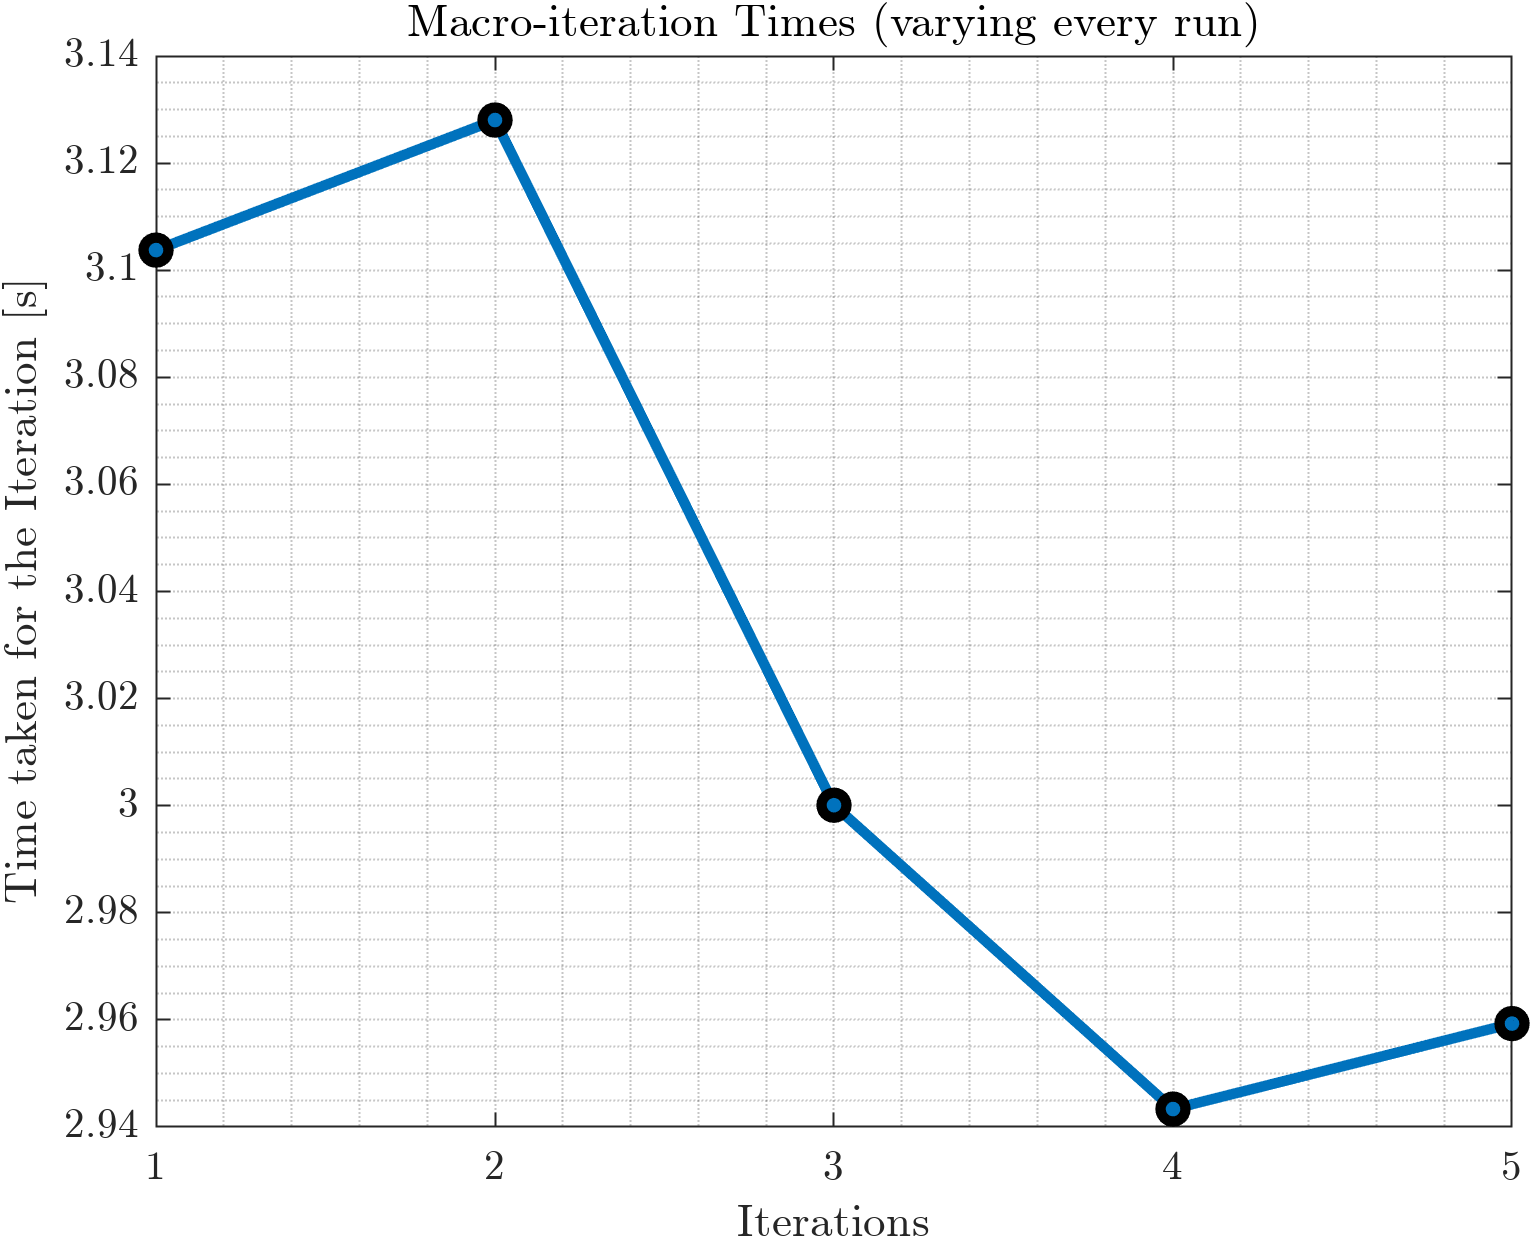 Macro-iteration Times (varying every run)
3.14
3.12
3.1
3.08
3.06
3.04
3.02
3
2.98
2.96
2.94
Time taken for the Iteration [s]
1 2 3 4 5
Iterations